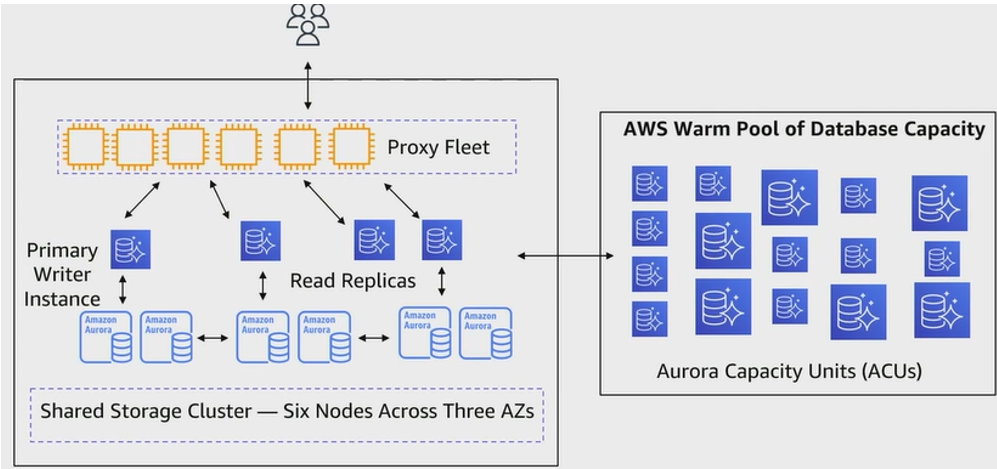 Proxy Fleet
AWS Warm Pool of Database Capacity
Primary
Writer
Instance
Read Replicas
Amazon
Aurora
Amazon
Aurora
Amazon
Aurora
Amazon
Aurora
Amazon
Aurora
Amazon
Aurora
Aurora Capacity Units (ACUs)
Shared Storage Cluster — Six Nodes Across Three AZs